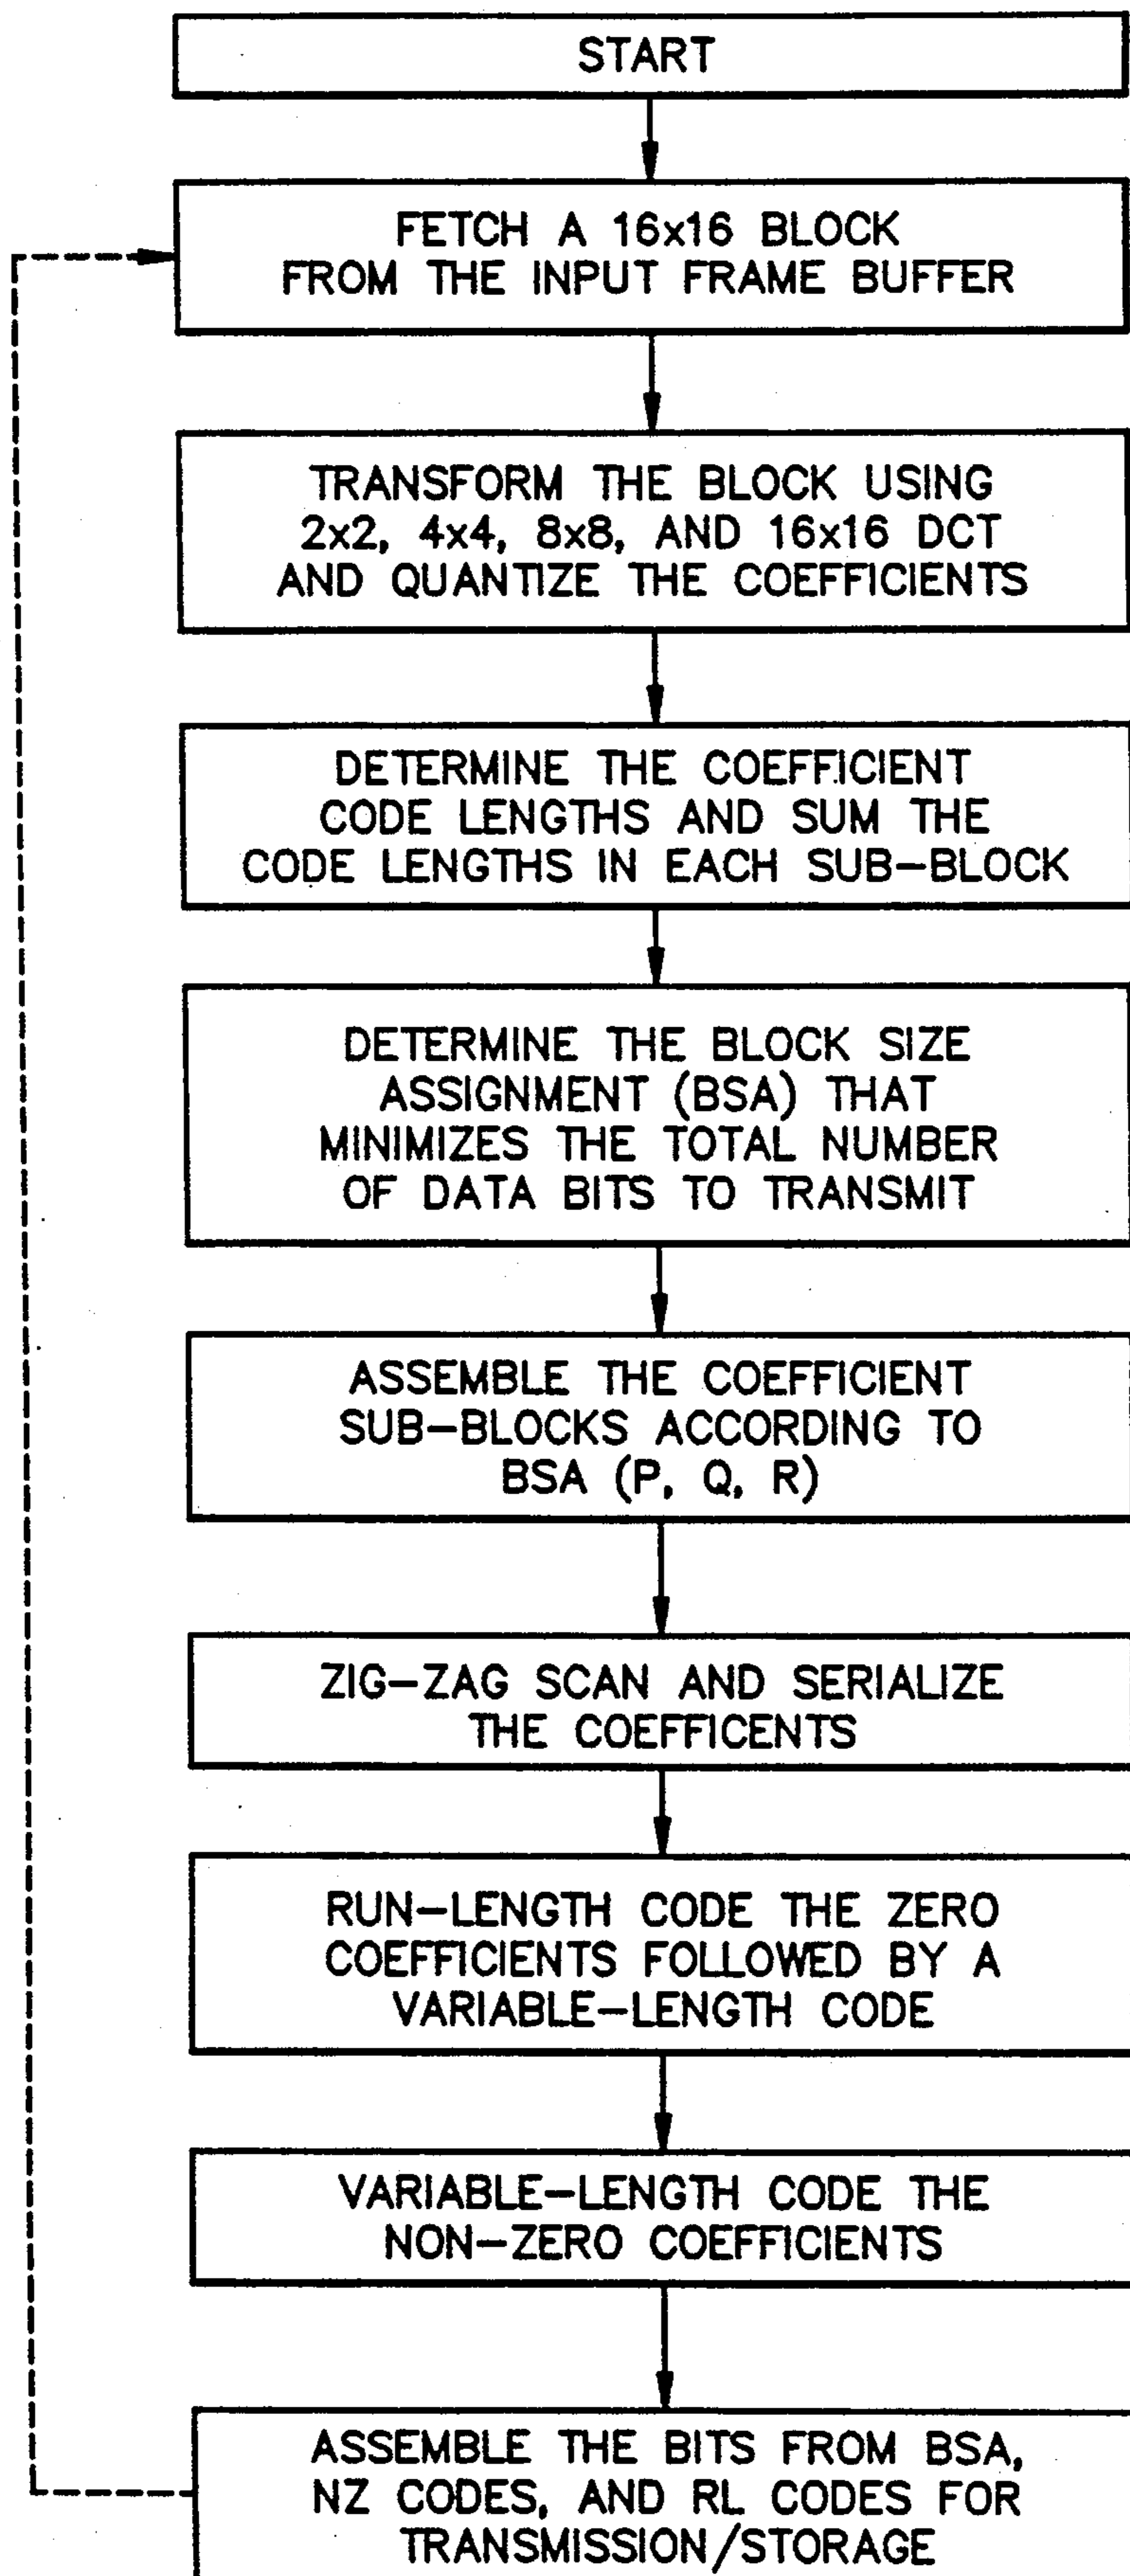 START
FETCH A 16x16 BLOCK
FROM THE INPUT FRAME BUFFER
TRANSFORM THE BLOCK USING
2x2, 4x4, 8x8, AND 16x16 DCT
AND QUANTIZE THE COEFFICIENTS
DETERMINE THE COEFFICIENT
CODE LENGTHS AND SUM THE
CODE LENGTHS IN EACH SUB-BLOCK
DETERMINE THE BLOCK SIZE
ASSIGNMENT (BSA) THAT
MINIMIZES THE TOTAL NUMBER
OF DATA BITS TO TRANSMIT
ASSEMBLE THE COEFFICIENT
SUB-BLOCKS ACCORDING TO
BSA (P, Q, R)
ZIG-ZAG SCAN AND SERIALIZE
THE COEFFICENTS
RUN-LENGTH CODE THE ZERO
COEFFICIENTS FOLLOWED BY A
VARIABLE-LENGTH CODE
VARIABLE-LENGTH CODE THE
NON-ZERO COEFFICIENTS
ASSEMBLE THE BITS FROM BSA,
NZ CODES, AND RL CODES FOR
TRANSMISSION/STORAGE